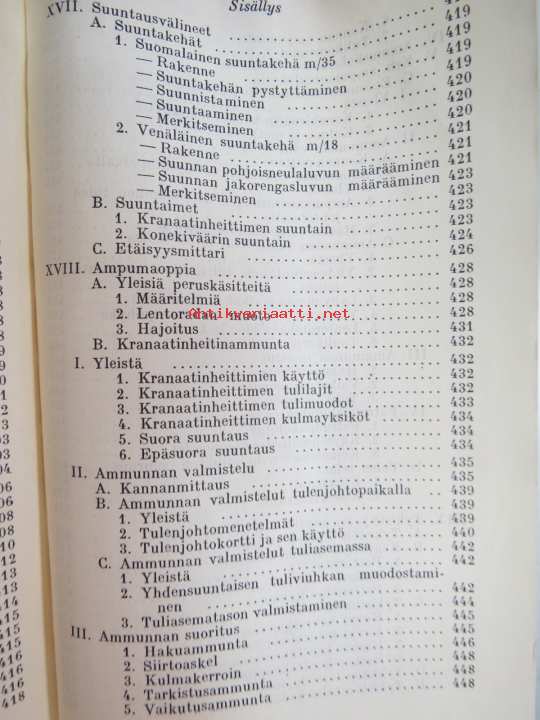 Sisällys
XVII. Suuntausvälineet 419
A. Suuntakehät 419
1. Suomalainen suuntakehä m/35 419
— Rakenne 420
— Suuntakehän pystyttäminen 420
— Suunnistaminen 420
— Suuntaaminen 421
— Merkitseminen 421
2. Venäläinen suuntakehä m/18 423
— Rakenne
— Suunnan pohjoisneulaluvun määrääminen
— Suunnan jakorengasluvun määrääminen
— Merkitseminen 423
B. Suuntaimet 423
1. Kranaatinheittimen suuntain 423
2. Konekiväärin suuntain 424
C. Etäisyysmittari 426
XVIII. Ampumaoppia 428
A. Yleisiä peruskäsitteitä 428
1. Määritelmiä 428
2. Lentoradan muoto 428
3. Hajoitus 431
B. Kranaatinheitinammunta 432
I. Yleistä 432
1. Kranaatinheittimien käyttö 432
2. Kranaatinheittimen tulilajit 432
3. Kranaatinheittimen tulimuodot 433
4. Kranaatinheittimen kulmayksiköt 434
5. Suora suuntaus 434
6. Epäsuora suuntaus 434
II. Ammunnan valmistelu 435
A. Kannanmittaus 435
B. Ammunnan valmistelut tulenjohtopaikalla 439
1. Yleistä 439
2. Tulenjohtomenetelmät 439
3. Tulenjohtokortti ja sen käyttö 440
C. Ammunnan valmistelut tuliasemassa 442
1. Yleistä 442
2. Yhdensuuntaisen tuliviuhkan muodostaminen 442
3. Tuliasematason valmistaminen 444
III. Ammunnan suoritus 445
1. Hakuammunta 445
2. Siirtoaskel 446
3. Kulmakerroin 448
4. Tarkistusammunta 448
5. Vaikutusammunta 448
Antikvariaatti.net